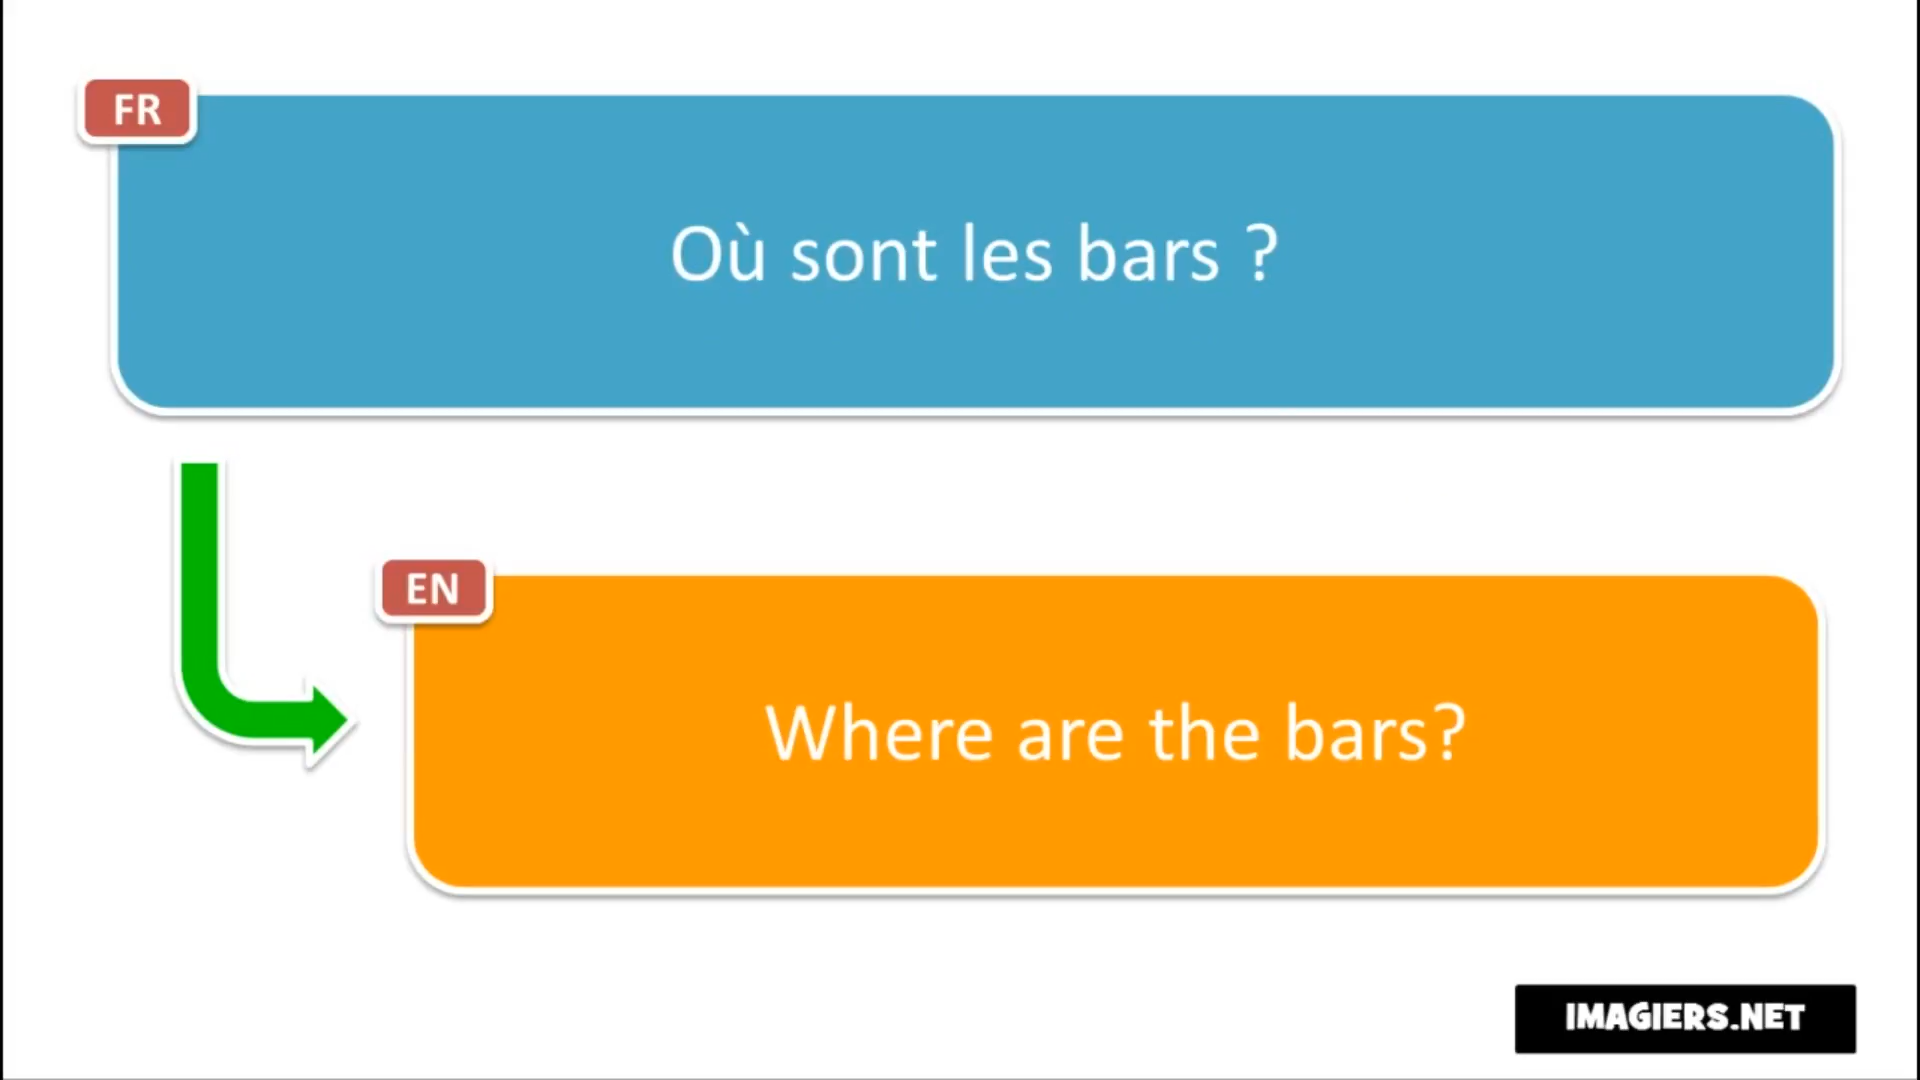 FR
Où sont les bars ?
EN
Where are the bars?
IMAGIERS.NET